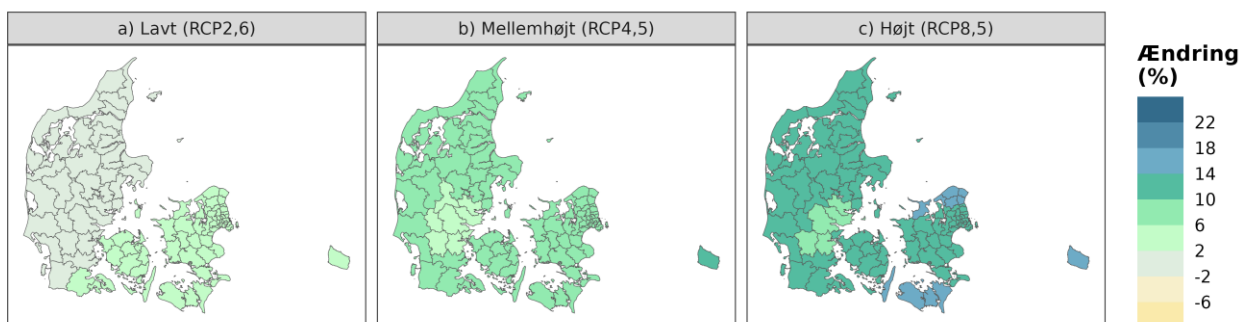 a) Lavt (RCP2,6)
b) Mellemhøjt (RCP4,5)
c) Højt (RCP8,5)
Ændring
(%)
22
18
14
10
6
2
-2
-6